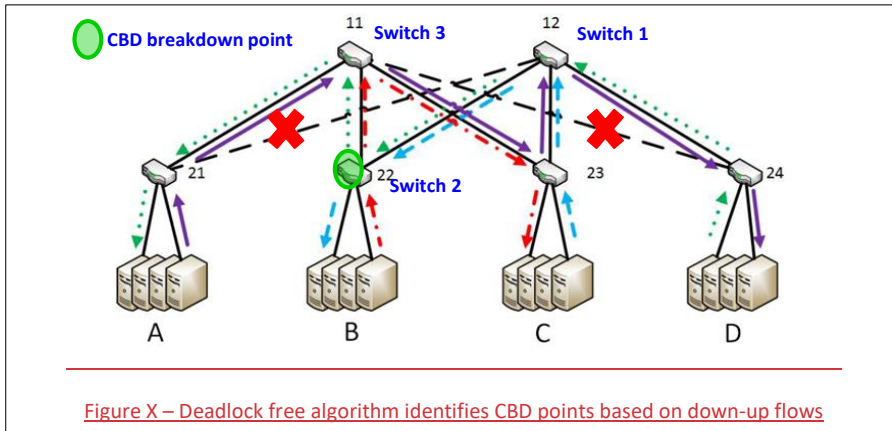 11
12
CBD breakdown point
Switch 3
Switch 1
21
22
23
24
Switch 2
A
B
C
D
Figure X – Deadlock free algorithm identifies CBD points based on down-up flows